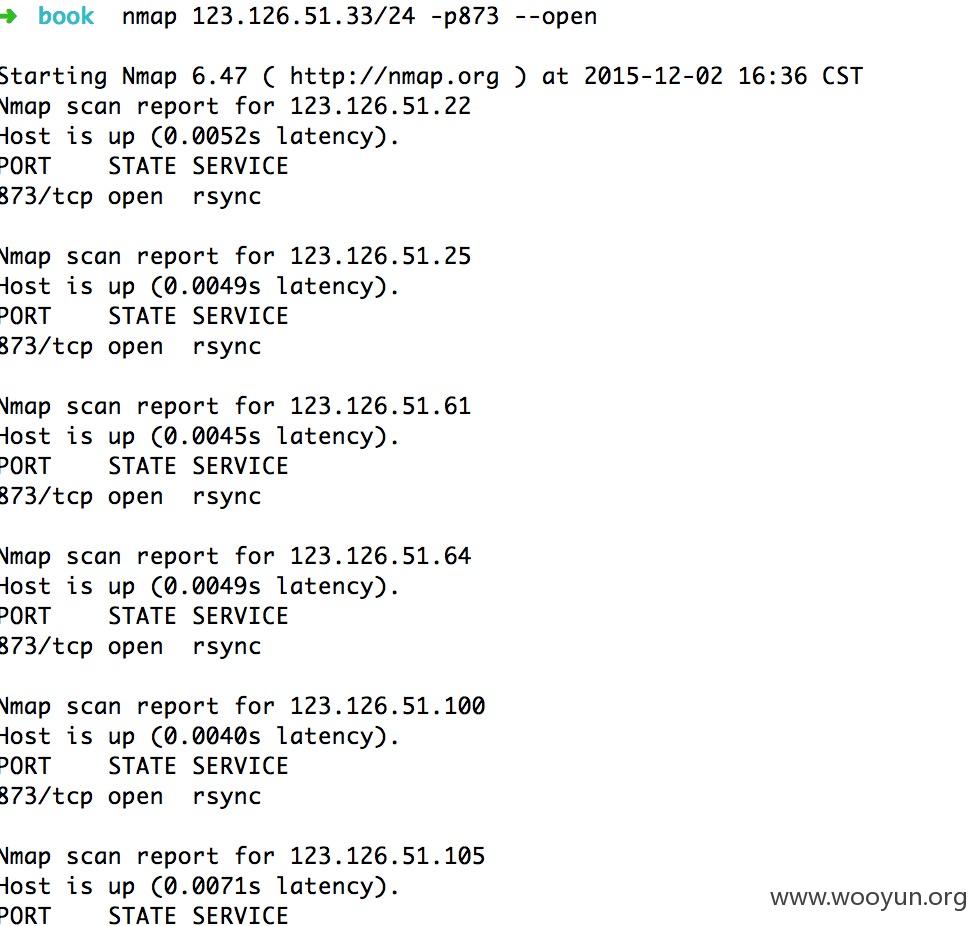 ➜ book nmap 123.126.51.33/24 -p873 --open
Starting Nmap 6.47 ( http://nmap.org ) at 2015-12-02 16:36 CST
Nmap scan report for 123.126.51.22
Host is up (0.0052s latency).
PORT STATE SERVICE
873/tcp open rsync
Nmap scan report for 123.126.51.25
Host is up (0.0049s latency).
PORT STATE SERVICE
873/tcp open rsync
Nmap scan report for 123.126.51.61
Host is up (0.0045s latency).
PORT STATE SERVICE
873/tcp open rsync
Nmap scan report for 123.126.51.64
Host is up (0.0049s latency).
PORT STATE SERVICE
873/tcp open rsync
Nmap scan report for 123.126.51.100
Host is up (0.0040s latency).
PORT STATE SERVICE
873/tcp open rsync
Nmap scan report for 123.126.51.105
Host is up (0.0071s latency).
PORT STATE SERVICE
www.wooyun.org